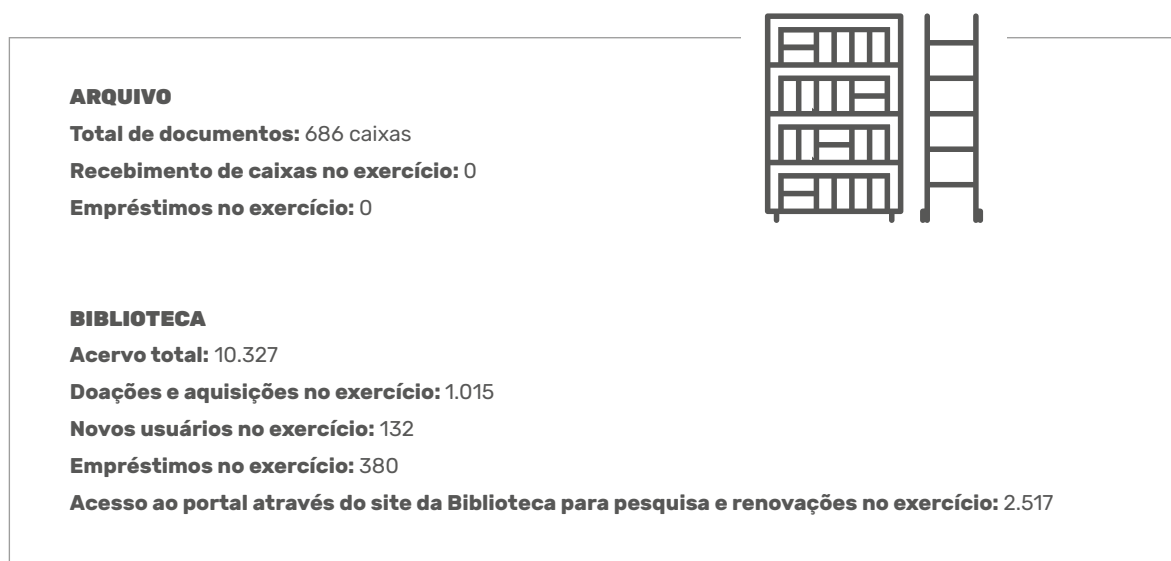 ARQUIVO
Total de documentos: 686 caixas
Recebimento de caixas no exercício: 0
Empréstimos no exercício: 0
BIBLIOTECA
Acervo total: 10.327
Doações e aquisições no exercício: 1.015
Novos usuários no exercício: 132
Empréstimos no exercício: 380
Acesso ao portal através do site da Biblioteca para pesquisa e renovações no exercício: 2.517